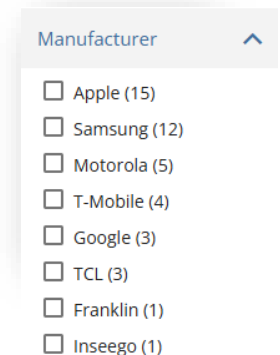 Manufacturer
Apple (15)
Samsung (12)
Motorola (5)
T-Mobile (4)
Google (3)
TCL (3)
Franklin (1)
Inseego (1)